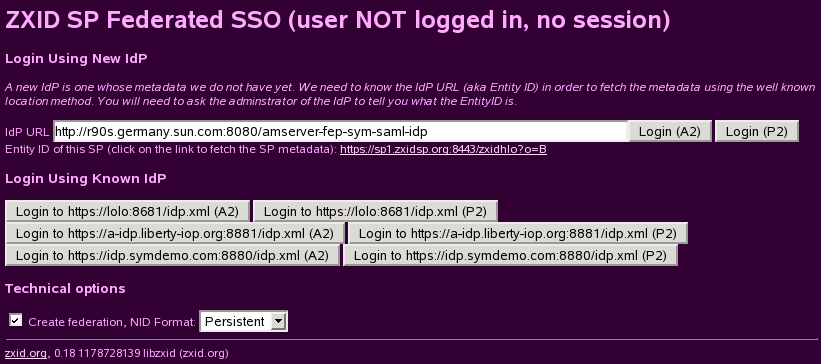 ZXID SP Federated SSO (user NOT logged in, no session)
Login Using New IdP
A new IdP is one whose metadata we do not have yet. We need to know the IdP URL (aka Entity ID) in order to fetch the metadata using the well known
location method. You will need to ask the adminstrator of the IdP to tell you what the EntityID is.
IdP URL http://r90s.germany.sun.com:8080/amserver-fep-sym-saml-idp Login (A2) Login (P2)
Entity ID of this SP (click on the link to fetch the SP metadata): https://sp1.zxidsp.org:8443/zxidhlo?o=B
Login Using Known IdP
Login to https://lolo:8681/idp.xml (A2) Login to https://lolo:8681/idp.xml (P2)
Login to https://a-idp.liberty-iop.org:8881/idp.xml (A2) Login to https://a-idp.liberty-iop.org:8881/idp.xml (P2)
Login to https://idp.symdemo.com:8880/idp.xml (A2) Login to https://idp.symdemo.com:8880/idp.xml (P2)
Technical options
Create federation, NID Format: Persistent
zxid.org, 0.18 1178728139 libzxid (zxid.org)